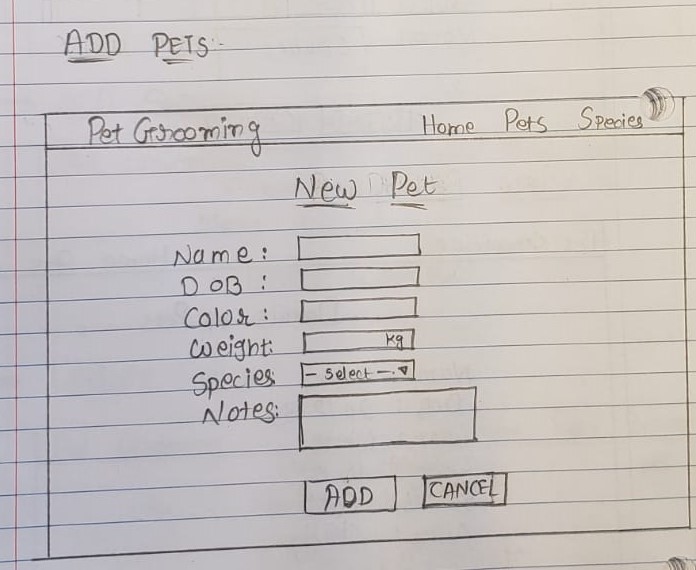 ADD PETS:-
Pet Grooming Home Pets Species
New Pet
Name:
DOB:
Color:
Weight: kg
Species: - select -
Notes:
ADD CANCEL